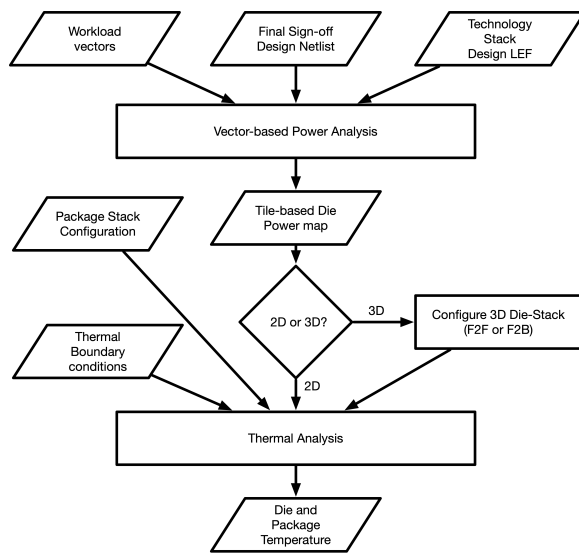 Workload
vectors
Final Sign-off
Design Netlist
Technology
Stack
Design LEF
Vector-based Power Analysis
Package Stack
Configuration
Tile-based Die
Power map
2D or 3D?
3D
Configure 3D Die-Stack
(F2F or F2B)
Thermal
Boundary
conditions
2D
Thermal Analysis
Die and
Package
Temperature